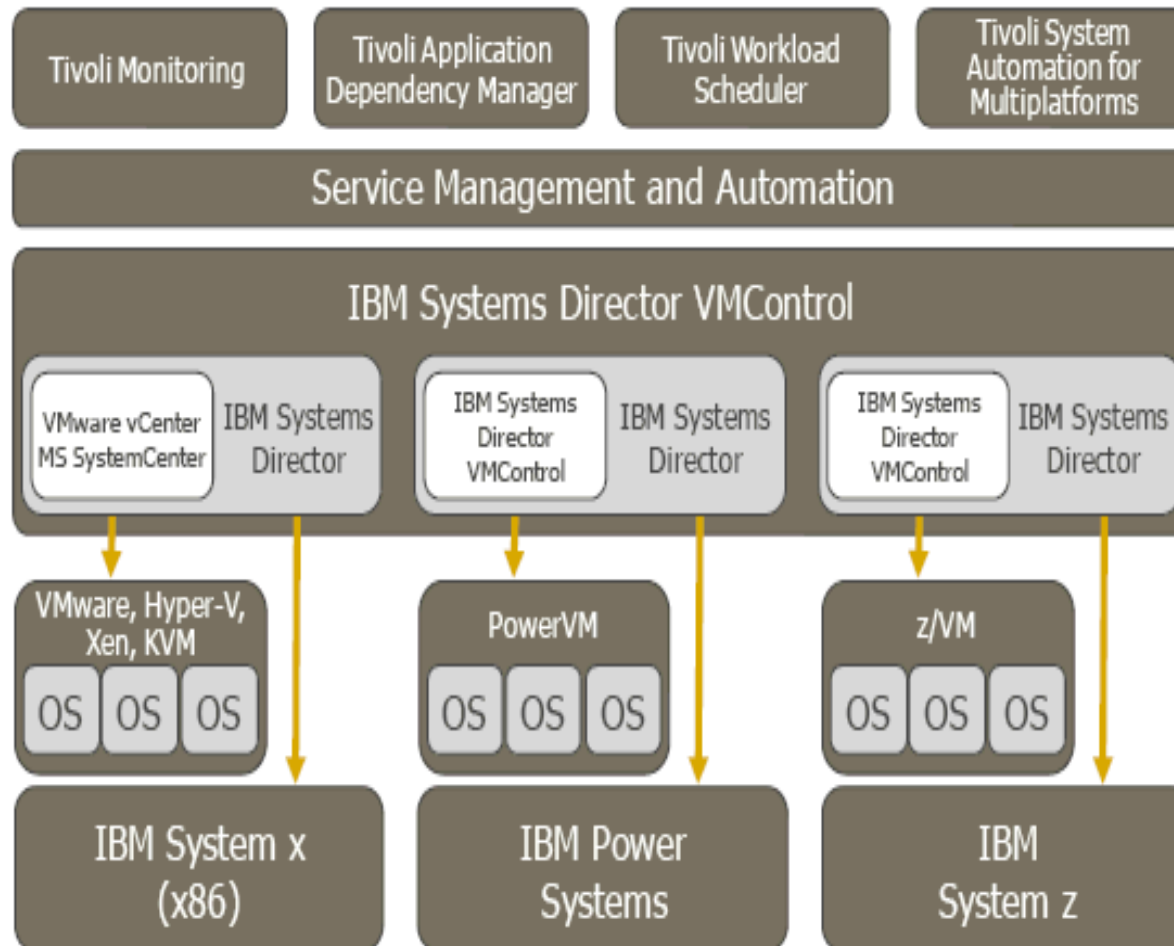 Tivoli Monitoring
Tivoli Application
Dependency Manager
Tivoli Workload
Scheduler
Tivoli System
Automation for
Multiplatforms
Service Management and Automation
IBM Systems Director VMControl
VMware vCenter
MS SystemCenter
IBM Systems
Director
IBM Systems
Director
VMControl
IBM Systems
Director
IBM Systems
Director
VMControl
IBM Systems
Director
VMware, Hyper-V,
Xen, KVM
OS OS OS
PowerVM
OS OS OS
z/VM
OS OS OS
IBM System x
(x86)
IBM Power
Systems
IBM
System z